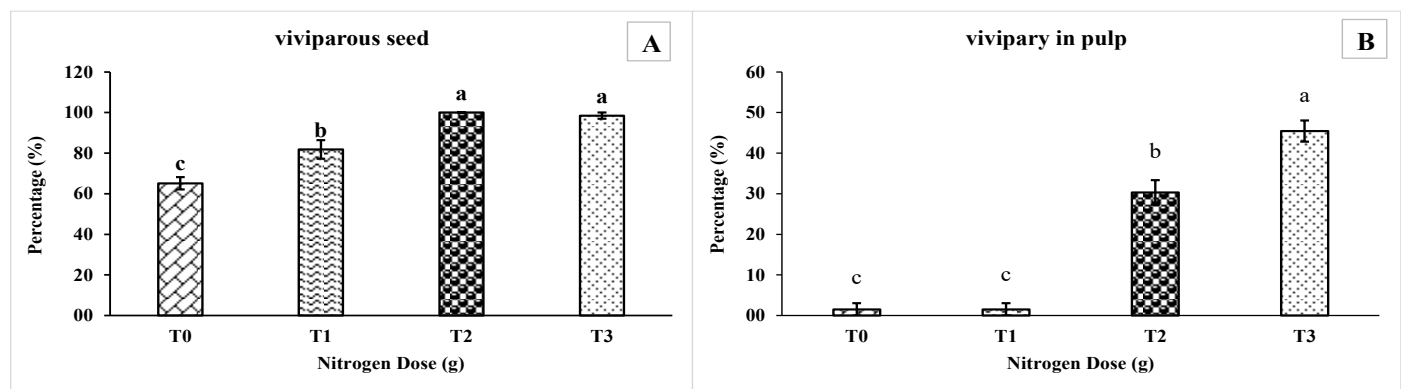 viviparous seed
A
Percentage (%)
120
100
80
60
40
20
00
c
b
a
a
T0 T1 T2 T3
Nitrogen Dose (g)
vivipary in pulp
B
Percentage (%)
60
50
40
30
20
10
00
c
c
b
a
T0 T1 T2 T3
Nitrogen Dose (g)